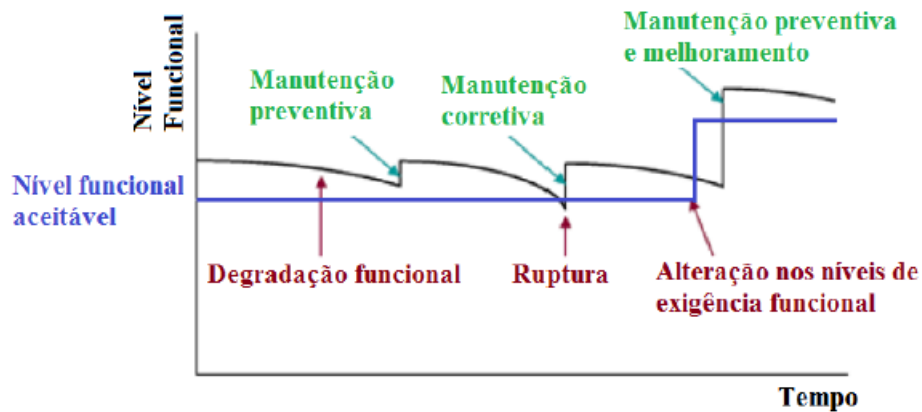 Nível
Funcional
Manutenção
preventiva
Manutenção
corretiva
Manutenção preventiva
e melhoramento
Nível funcional
aceitável
Degradação funcional
Ruptura
Alteração nos níveis de
exigência funcional
Tempo